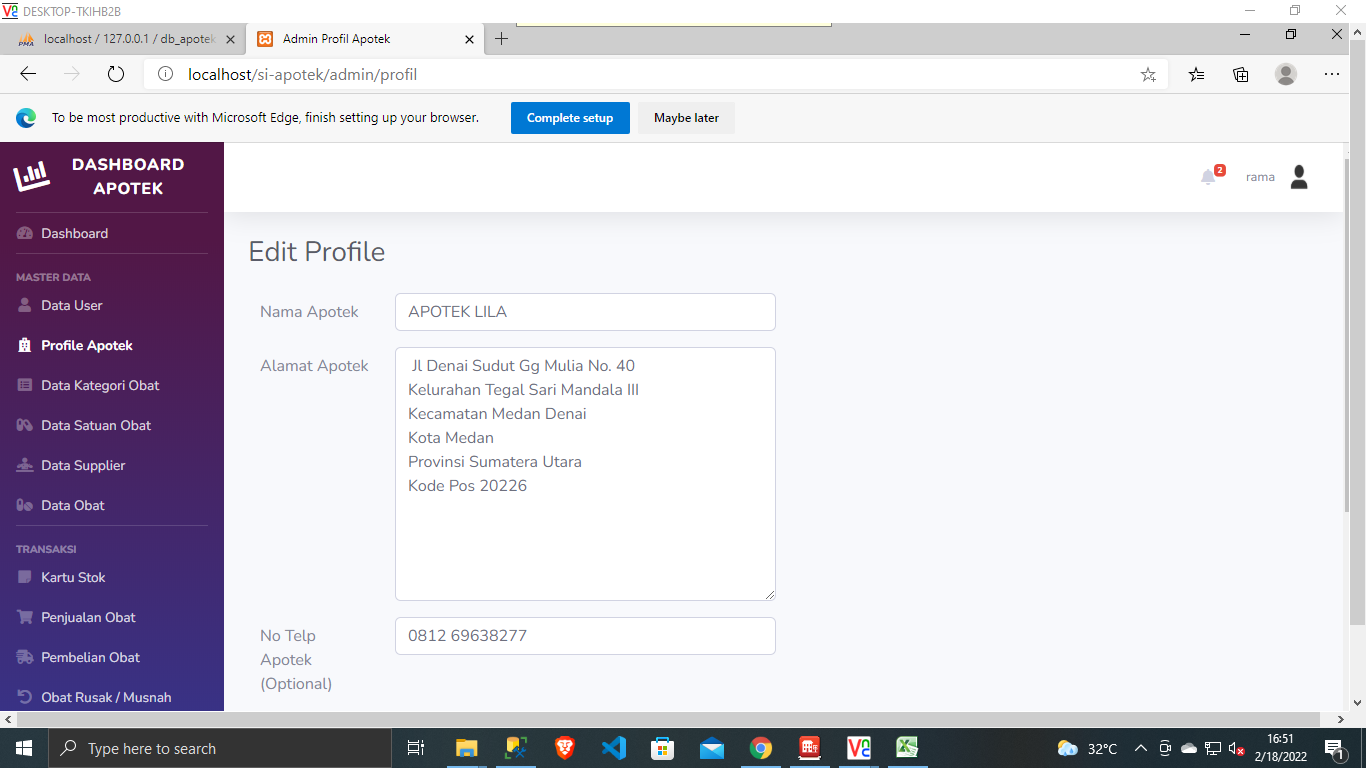 DESKTOP-TKIHB2B
localhost / 127.0.0.1 / db_apotek
Admin Profil Apotek
localhost/si-apotek/admin/profil
To be most productive with Microsoft Edge, finish setting up your browser.
Complete setup
Maybe later
DASHBOARD
APOTEK
2
rama
Dashboard
MASTER DATA
Data User
Profile Apotek
Data Kategori Obat
Data Satuan Obat
Data Supplier
Data Obat
TRANSAKSI
Kartu Stok
Penjualan Obat
Pembelian Obat
Obat Rusak / Musnah
Edit Profile
Nama Apotek
APOTEK LILA
Alamat Apotek
Jl Denai Sudut Gg Mulia No. 40
Kelurahan Tegal Sari Mandala III
Kecamatan Medan Denai
Kota Medan
Provinsi Sumatera Utara
Kode Pos 20226
No Telp
Apotek
(Optional)
0812 69638277
Type here to search
32°C
16:51
2/18/2022
1